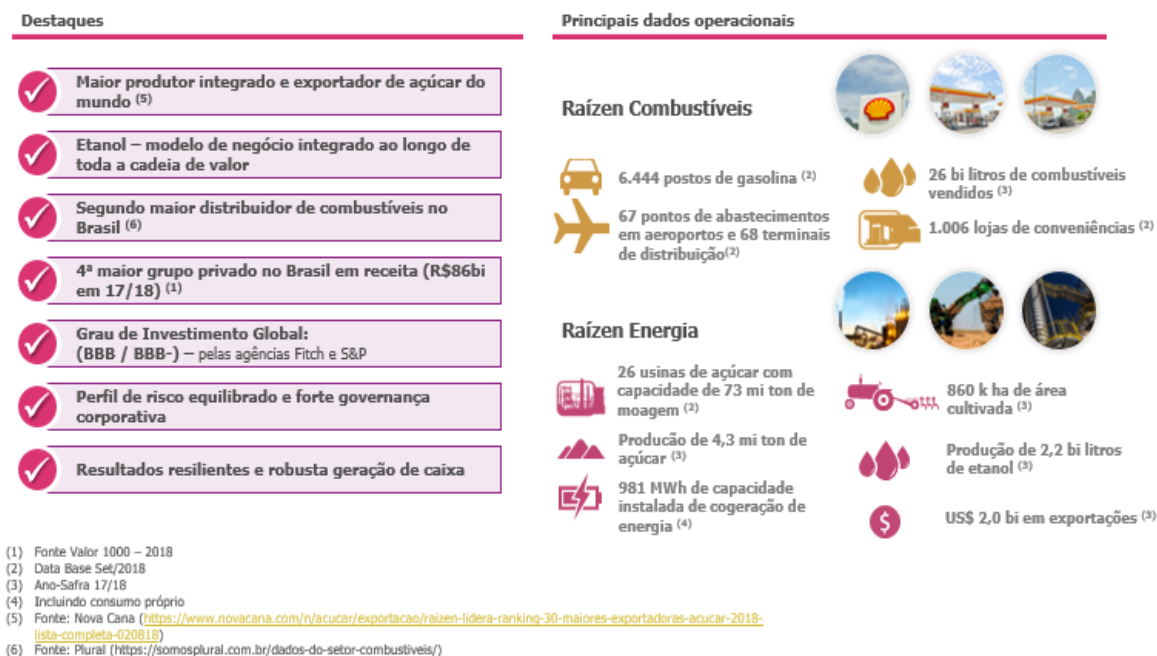 Destaques
Maior produtor integrado e exportador de açúcar do
mundo (5)
Etanol – modelo de negócio integrado ao longo de
toda a cadeia de valor
Segundo maior distribuidor de combustíveis no
Brasil (6)
4ª maior grupo privado no Brasil em receita (R$86bi
em 17/18) (1)
Grau de Investimento Global:
(BBB / BBB-) – pelas agências Fitch e S&P
Perfil de risco equilibrado e forte governança
corporativa
Resultados resilientes e robusta geração de caixa
Principais dados operacionais
Raízen Combustíveis
6.444 postos de gasolina (2)
26 bi litros de combustíveis
vendidos (3)
67 pontos de abastecimentos
em aeroportos e 68 terminais
de distribuição(2)
1.006 lojas de conveniências (2)
Raízen Energia
26 usinas de açúcar com
capacidade de 73 mi ton de
moagem (2)
860 k ha de área
cultivada (3)
Producão de 4,3 mi ton de
açúcar (3)
Produção de 2,2 bi litros
de etanol (3)
981 MWh de capacidade
instalada de cogeração de
energia (4)
US$ 2,0 bi em exportações (3)
(1) Fonte Valor 1000 – 2018
(2) Data Base Set/2018
(3) Ano-Safra 17/18
(4) Incluindo consumo próprio
(5) Fonte: Nova Cana (https://www.novacana.com/n/acucar/exportacao/raizen-lidera-ranking-30-maiores-exportadoras-acucar-2018-
lista-completa-020818)
(6) Fonte: Plural (https://somosplural.com.br/dados-do-setor-combustiveis/)